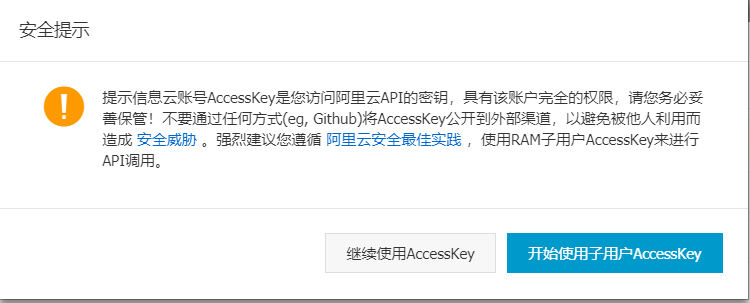 安全提示
提示信息云账号AccessKey是您访问阿里云API的密钥，具有该账户完全的权限，请您务必妥
善保管！不要通过任何方式(eg, Github)将AccessKey公开到外部渠道，以避免被他人利用而
造成 安全威胁 。强烈建议您遵循 阿里云安全最佳实践 ，使用RAM子用户AccessKey来进行
API调用。
继续使用AccessKey
开始使用子用户AccessKey